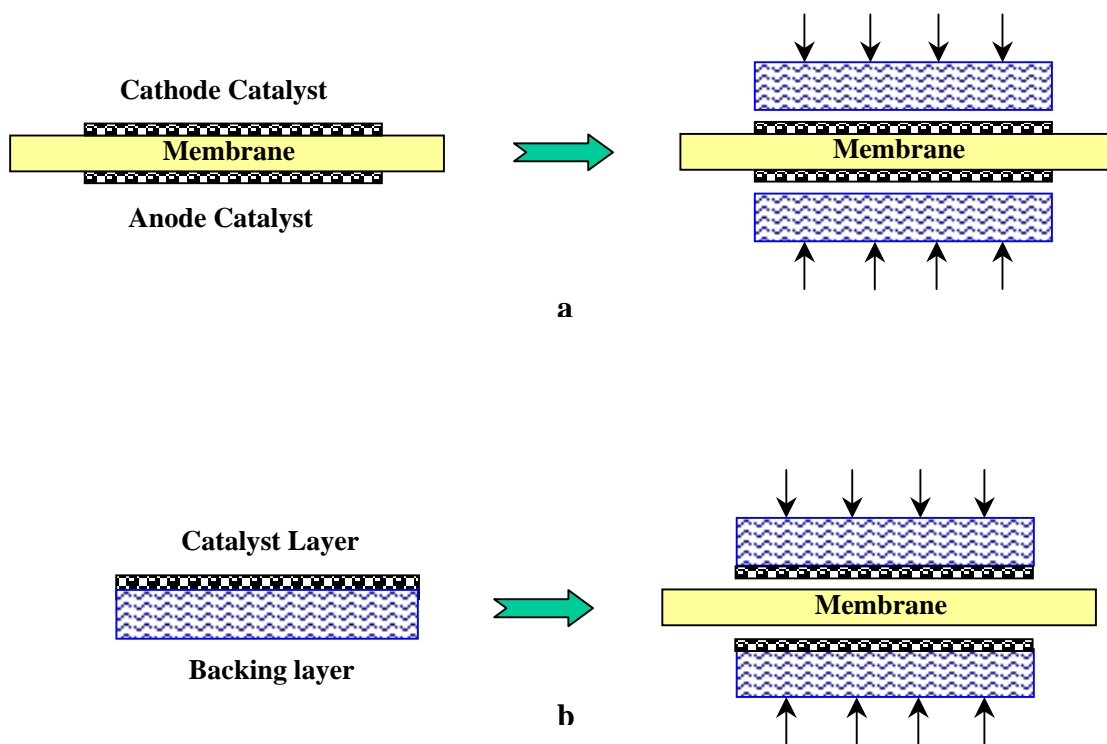 Cathode Catalyst
Membrane
Anode Catalyst
Membrane
a
Catalyst Layer
Backing layer
Membrane
b